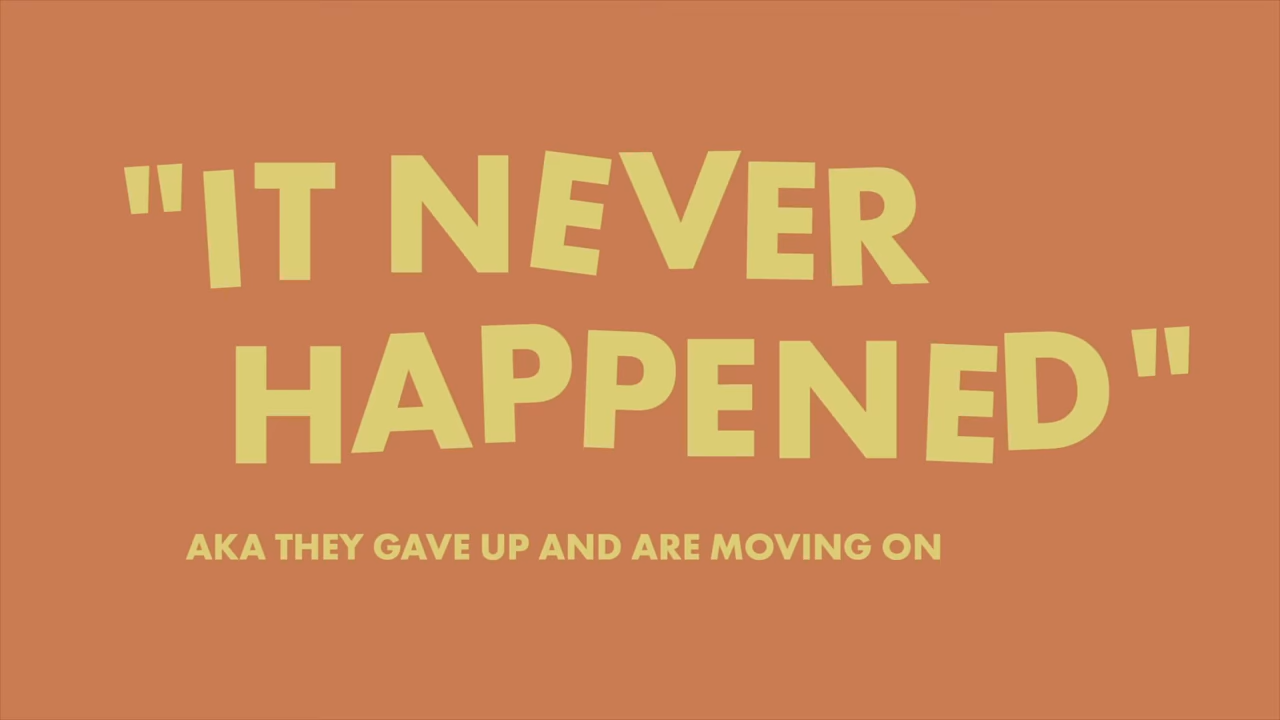 "IT NEVER
HAPPENED"
AKA THEY GAVE UP AND ARE MOVING ON